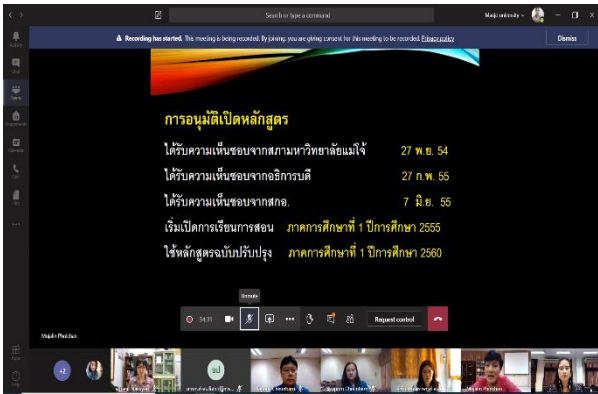 Search or type a command
Maejo university
Recording has started. This meeting is being recorded. By joining, you are giving consent for this meeting to be recorded. Privacy policy
Dismiss
Activity
Chat
Teams
Calls
การอนุมัติเปิดหลักสูตร
ได้รับความเห็นชอบจากสภามหาวิทยาลัยแม่โจ้ 27 พ.ย. 54
ได้รับความเห็นชอบจากอธิการบดี 27 ก.พ. 55
ได้รับความเห็นชอบจากสกอ. 7 มิ.ย. 55
เริ่มเปิดการเรียนการสอน ภาคการศึกษาที่ 1 ปีการศึกษา 2555
ใช้หลักสูตรฉบับปรับปรุง ภาคการศึกษาที่ 1 ปีการศึกษา 2560
Unmute
34:31
Request control
+2